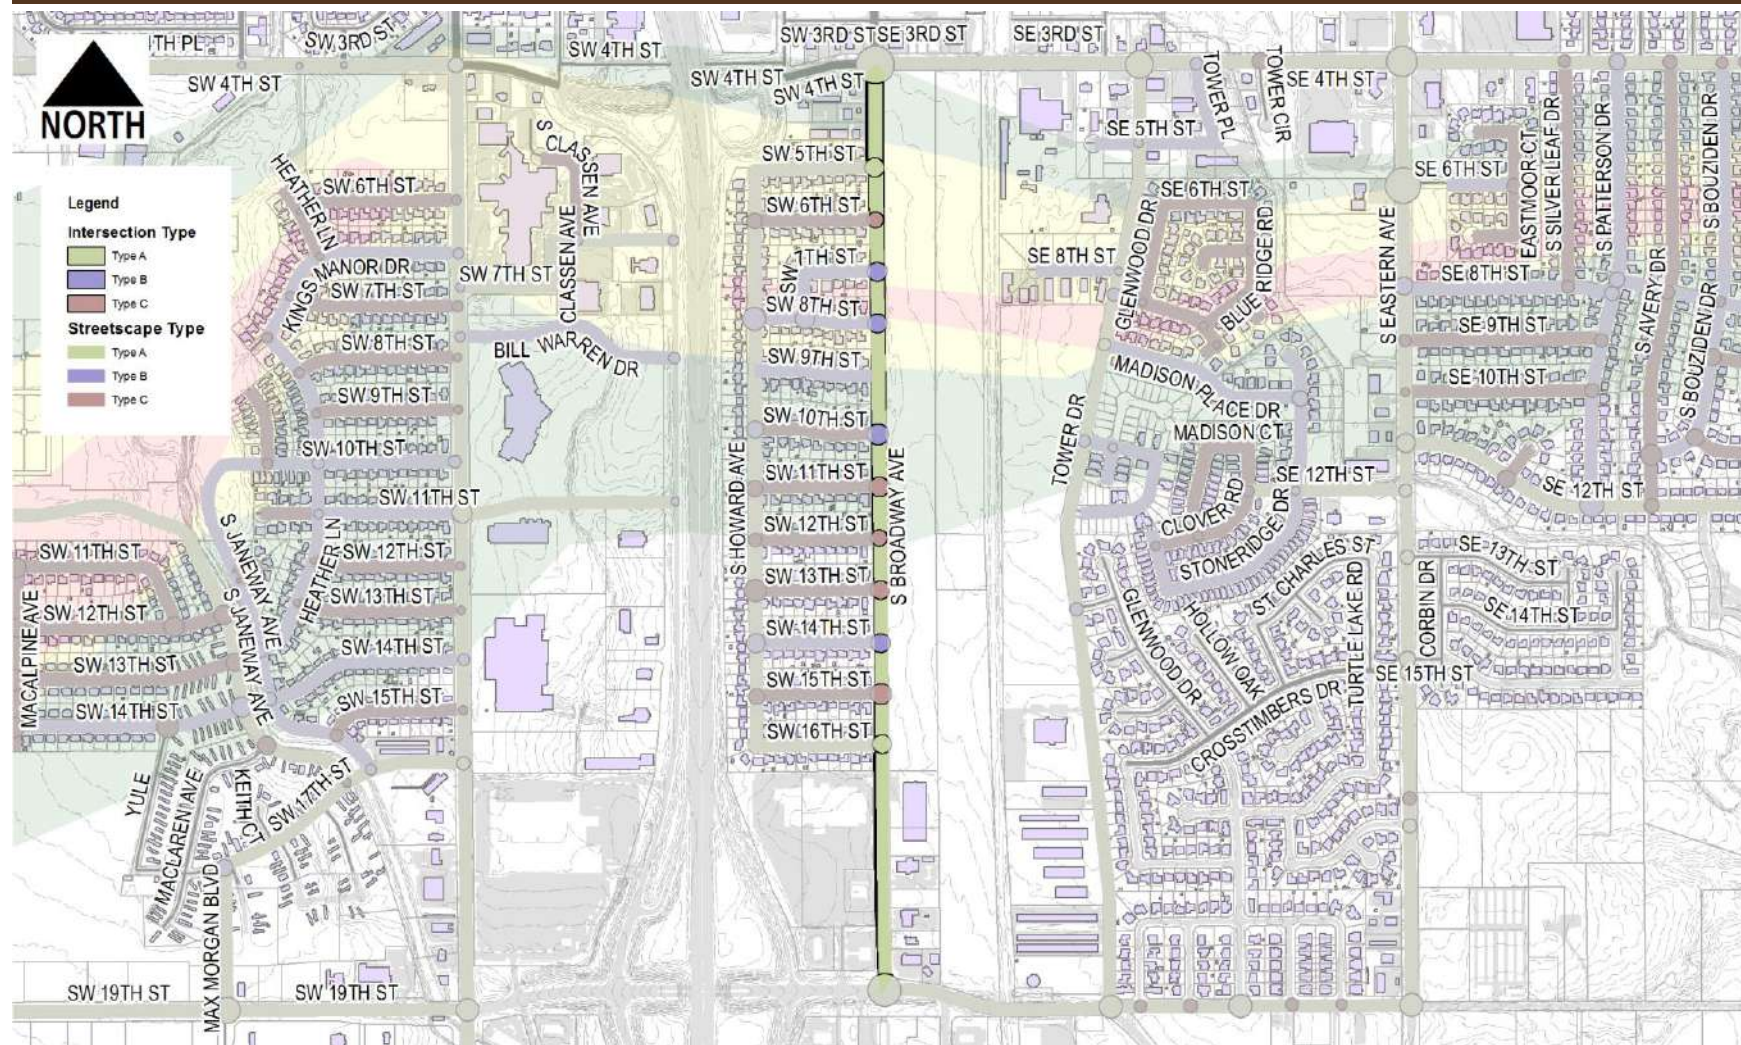 TH PL
SW 3RD ST
SW 4TH ST
SW 3RD ST
SE 3RD ST
SE 3RD ST
SW 4TH ST
SW 4TH ST
SW 4TH ST
SE 4TH ST
TOWER PL
TOWER CIR
NORTH
Legend
Intersection Type
Type A
Type B
Type C
Streetscape Type
Type A
Type B
Type C
HEATHER LN
SW 6TH ST
KINGS MANOR DR
SW 7TH ST
SW 8TH ST
SW 9TH ST
SW 10TH ST
SW 11TH ST
S CLASSEN AVE
CLASSEN AVE
SW 7TH ST
BILL WARREN DR
SW 5TH ST
SW 6TH ST
SW 7TH ST
SW 8TH ST
SW 9TH ST
SW 10TH ST
SW 11TH ST
SW 12TH ST
SW 13TH ST
SW 14TH ST
SW 15TH ST
SW 16TH ST
S HOWARD AVE
S BROADWAY AVE
SE 5TH ST
SE 6TH ST
SE 8TH ST
GLENWOOD DR
BLUE RIDGE RD
MADISON PLACE DR
MADISON CT
TOWER DR
CLOVER RD
STONERIDGE DR
SE 12TH ST
S EASTERN AVE
SE 6TH ST
EASTMOOR CT
S SILVER LEAF DR
S PATTERSON DR
S BOUZIDEN DR
SE 8TH ST
SE 9TH ST
SE 10TH ST
S AVERY DR
S BOUZIDEN DR
SE 12TH ST
SE 13TH ST
SE 14TH ST
CORBIN DR
SE 15TH ST
ST CHARLES ST
TURTLE LAKE RD
HOLLOW OAK
GLENWOOD DR
CROSSTIMBERS DR
S JANEWAY AVE
S JANEWAY AVE
HEATHER LN
SW 11TH ST
SW 12TH ST
SW 13TH ST
SW 14TH ST
MACALPINE AVE
SW 12TH ST
SW 13TH ST
SW 14TH ST
SW 15TH ST
YULE
MACLAREN AVE
KEITH CT
SW 17TH ST
MAX MORGAN BLVD
SW 19TH ST
SW 19TH ST